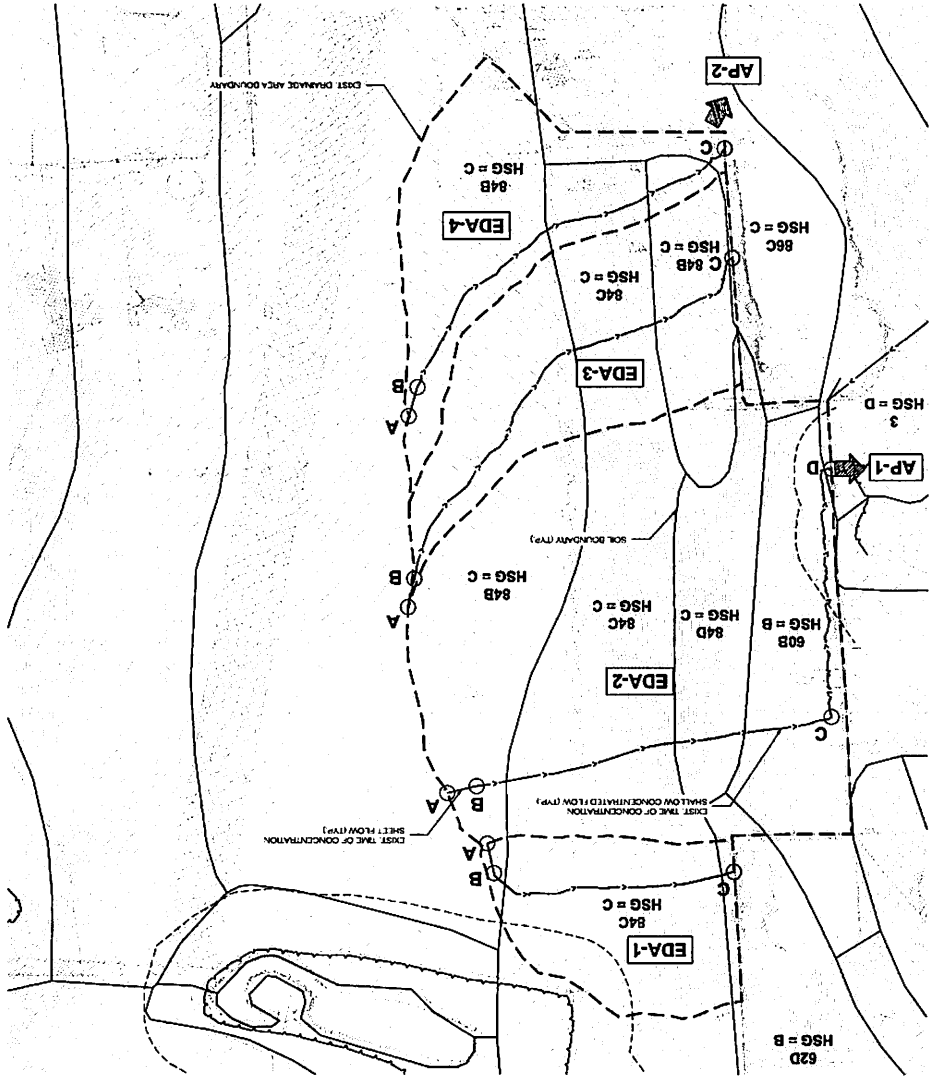 62D
HSG = B
EDA-1
84C
HSG = C
C
B
A
EXIST. TIME OF CONCENTRATION
SHEET FLOW (TYP.)
EXIST. TIME OF CONCENTRATION
SHALLOW CONCENTRATED FLOW (TYP.)
B
A
C
EDA-2
60B
HSG = B
84D
HSG = C
84C
HSG = C
84B
HSG = C
A
B
SOIL BOUNDARY (TYP.)
AP-1
D
3
HSG = D
A
B
EDA-3
84C
HSG = C
C
84B
HSG = C
86C
HSG = C
EDA-4
84B
HSG = C
C
EXIST. DRAINAGE AREA BOUNDARY
AP-2